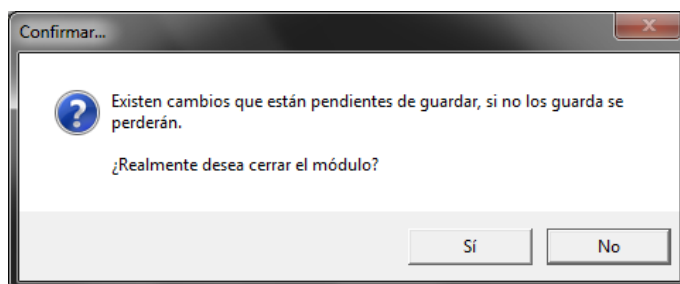 Confirmar...
Existen cambios que están pendientes de guardar, si no los guarda se
perderán.
¿Realmente desea cerrar el módulo?
Sí
No